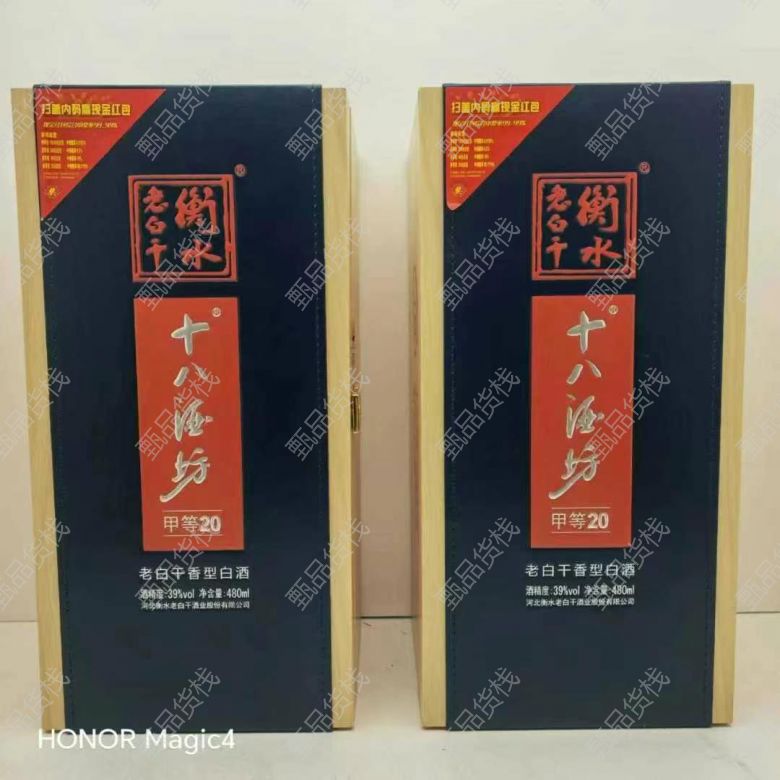 扫盖内码赢现金红包
衡水
老白干
®
十八酒坊
®
甲等20
老白干香型白酒
酒精度:39%vol 净含量:480ml
河北衡水老白干酒业股份有限公司
扫盖内码赢现金红包
衡水
老白干
®
十八酒坊
®
甲等20
老白干香型白酒
酒精度:39%vol 净含量:480ml
河北衡水老白干酒业股份有限公司
HONOR Magic4
甄品货栈